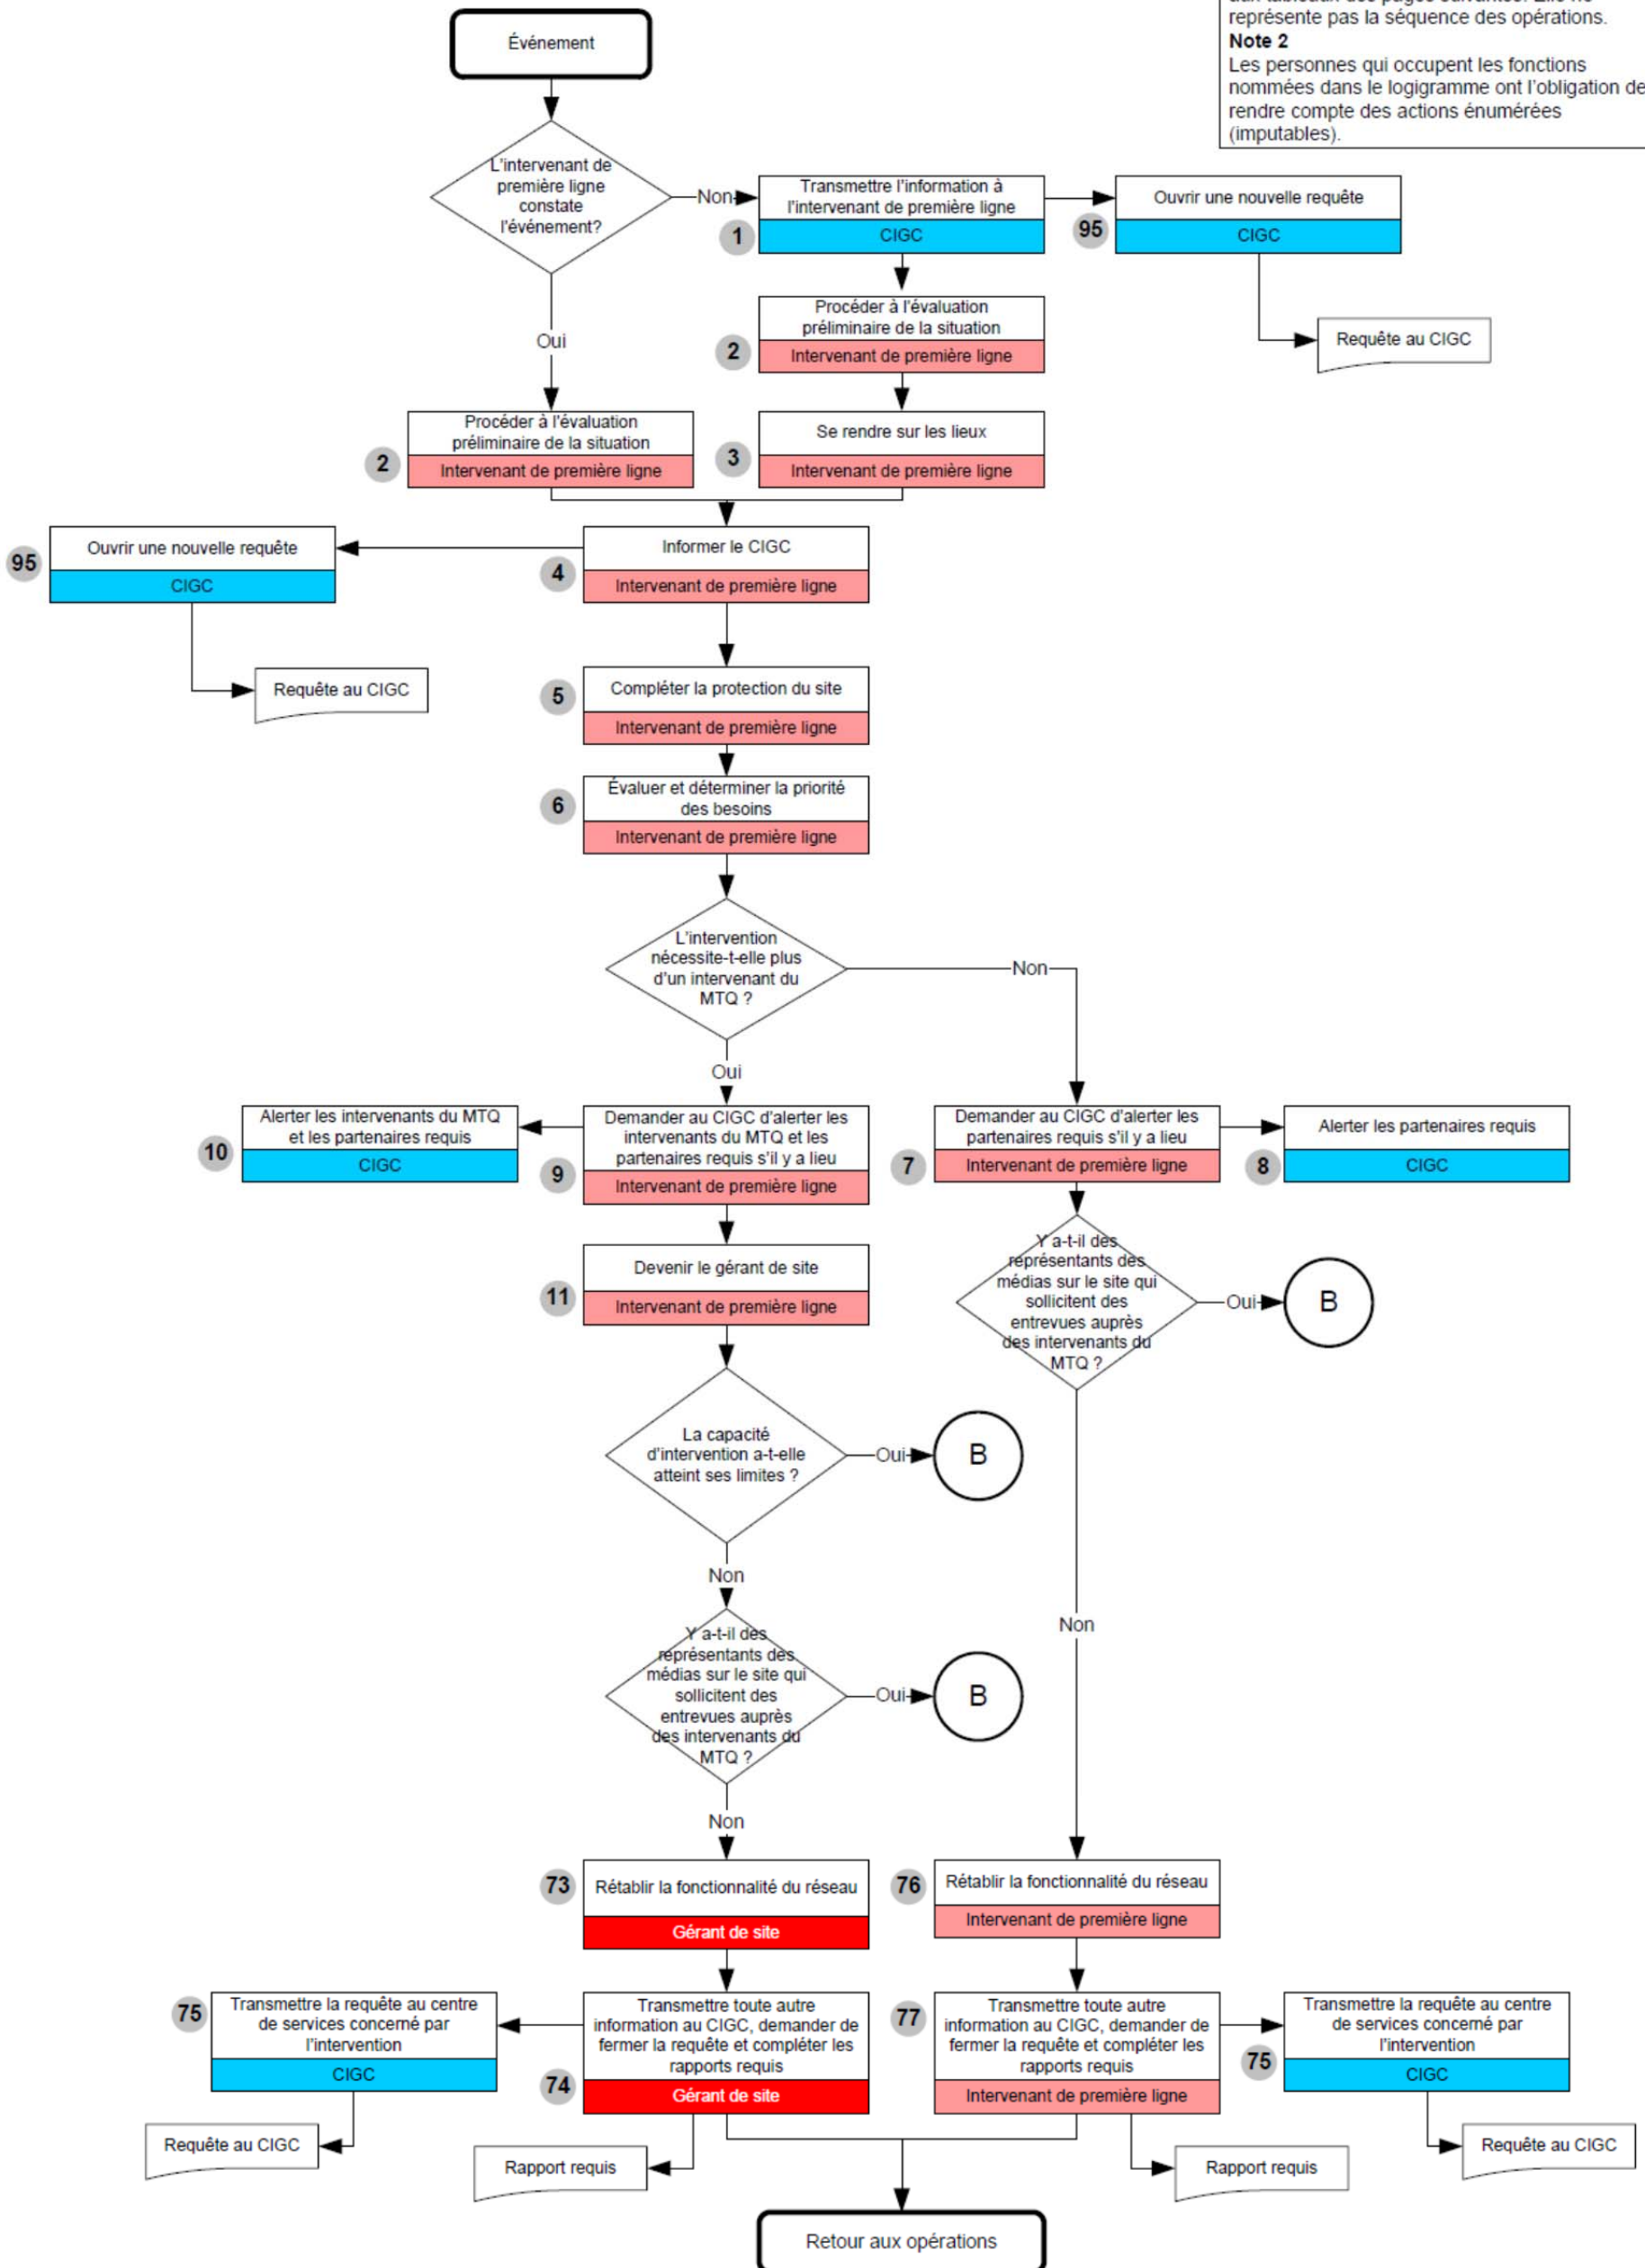 aux tableaux des pages suivantes. Elle ne
représente pas la séquence des opérations.
Note 2
Les personnes qui occupent les fonctions
nommées dans le logigramme ont l'obligation de
rendre compte des actions énumérées
(imputables).
Événement
L'intervenant de
première ligne
constate
l'événement?
Non
Transmettre l'information à
l'intervenant de première ligne
1
CIGC
Ouvrir une nouvelle requête
95
CIGC
Requête au CIGC
Procéder à l'évaluation
préliminaire de la situation
2
Intervenant de première ligne
Oui
Procéder à l'évaluation
préliminaire de la situation
2
Intervenant de première ligne
Se rendre sur les lieux
3
Intervenant de première ligne
Ouvrir une nouvelle requête
95
CIGC
Requête au CIGC
Informer le CIGC
4
Intervenant de première ligne
Compléter la protection du site
5
Intervenant de première ligne
Évaluer et déterminer la priorité
des besoins
6
Intervenant de première ligne
L'intervention
nécessite-t-elle plus
d'un intervenant du
MTQ ?
Non
Oui
Alerter les intervenants du MTQ
et les partenaires requis
10
CIGC
Demander au CIGC d'alerter les
intervenants du MTQ et les
partenaires requis s'il y a lieu
9
Intervenant de première ligne
Demander au CIGC d'alerter les
partenaires requis s'il y a lieu
7
Intervenant de première ligne
Alerter les partenaires requis
8
CIGC
Devenir le gérant de site
11
Intervenant de première ligne
Y a-t-il des
représentants des
médias sur le site qui
sollicitent des
entrevues auprès
des intervenants du
MTQ ?
Oui
B
La capacité
d'intervention a-t-elle
atteint ses limites ?
Oui
B
Non
Non
Y a-t-il des
représentants des
médias sur le site qui
sollicitent des
entrevues auprès
des intervenants du
MTQ ?
Oui
B
Non
73
Rétablir la fonctionnalité du réseau
Gérant de site
76
Rétablir la fonctionnalité du réseau
Intervenant de première ligne
75
Transmettre la requête au centre
de services concerné par
l'intervention
CIGC
Transmettre toute autre
information au CIGC, demander de
fermer la requête et compléter les
rapports requis
74
Gérant de site
77
Transmettre toute autre
information au CIGC, demander de
fermer la requête et compléter les
rapports requis
Intervenant de première ligne
Transmettre la requête au centre
de services concerné par
l'intervention
75
CIGC
Requête au CIGC
Rapport requis
Rapport requis
Requête au CIGC
Retour aux opérations